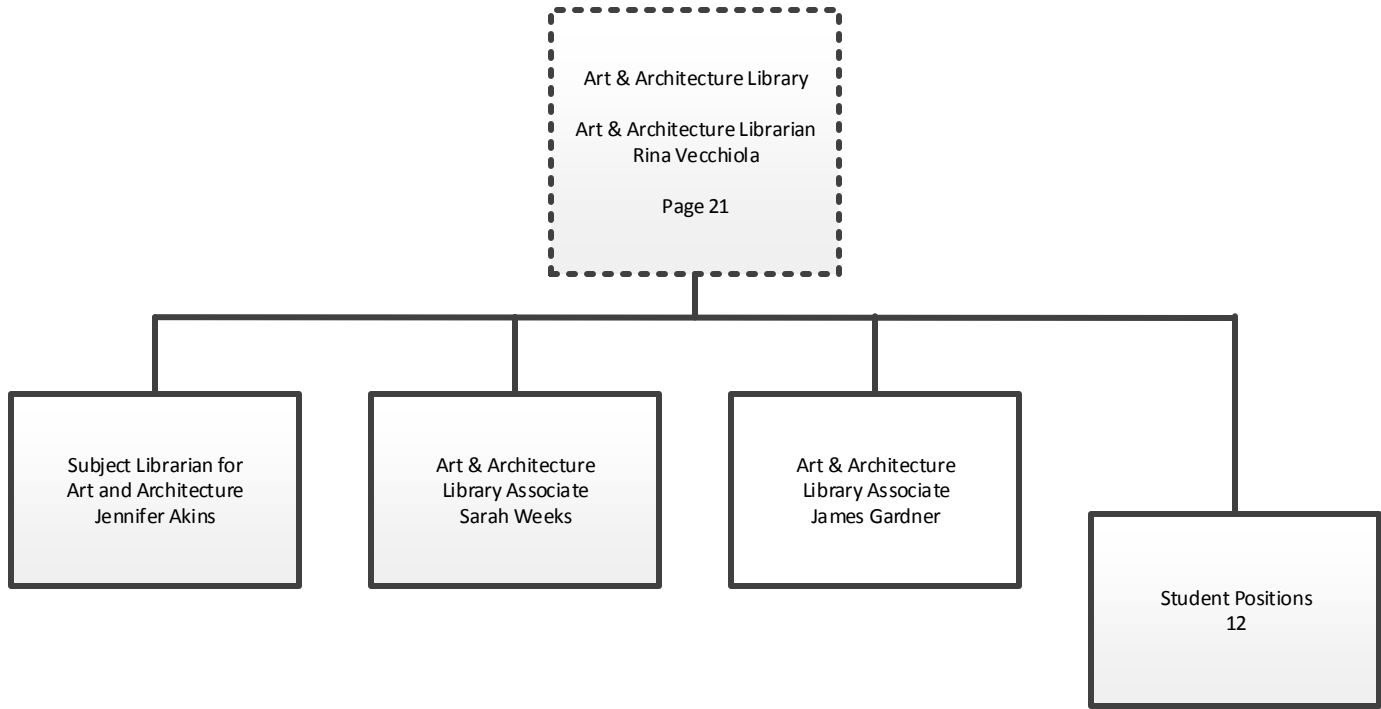 Art & Architecture Library
Art & Architecture Librarian
Rina Vecchiola
Page 21
Subject Librarian for
Art and Architecture
Jennifer Akins
Art & Architecture
Library Associate
Sarah Weeks
Art & Architecture
Library Associate
James Gardner
Student Positions
12